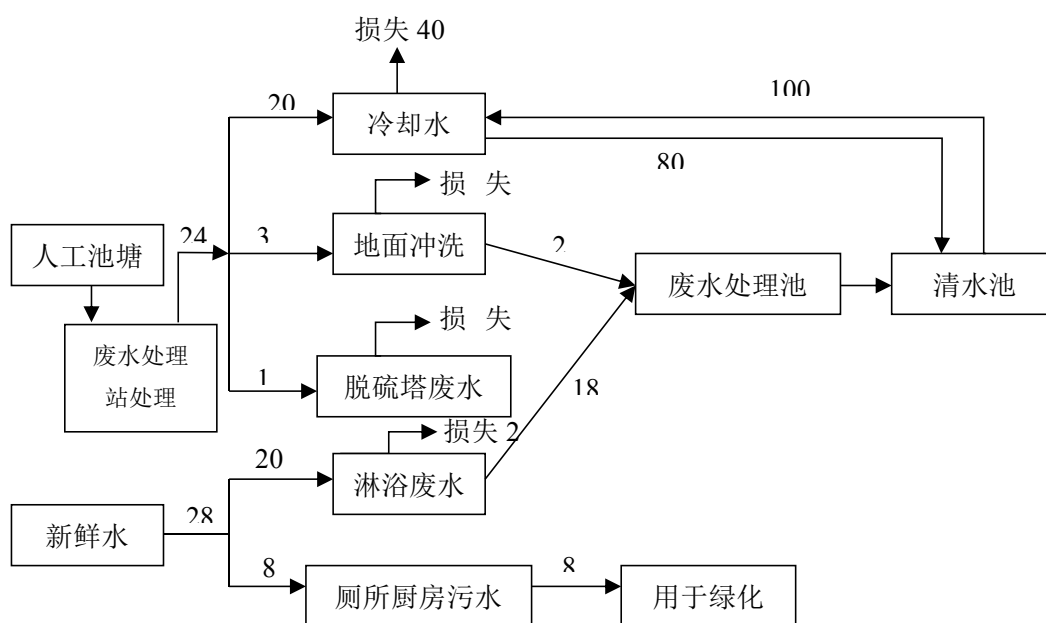 损失 40
20
冷却水
100
80
损 失
人工池塘
24
3
地面冲洗
2
废水处理池
清水池
废水处理
站处理
损 失
1
脱硫塔废水
18
损失 2
20
淋浴废水
新鲜水
28
8
厕所厨房污水
8
用于绿化